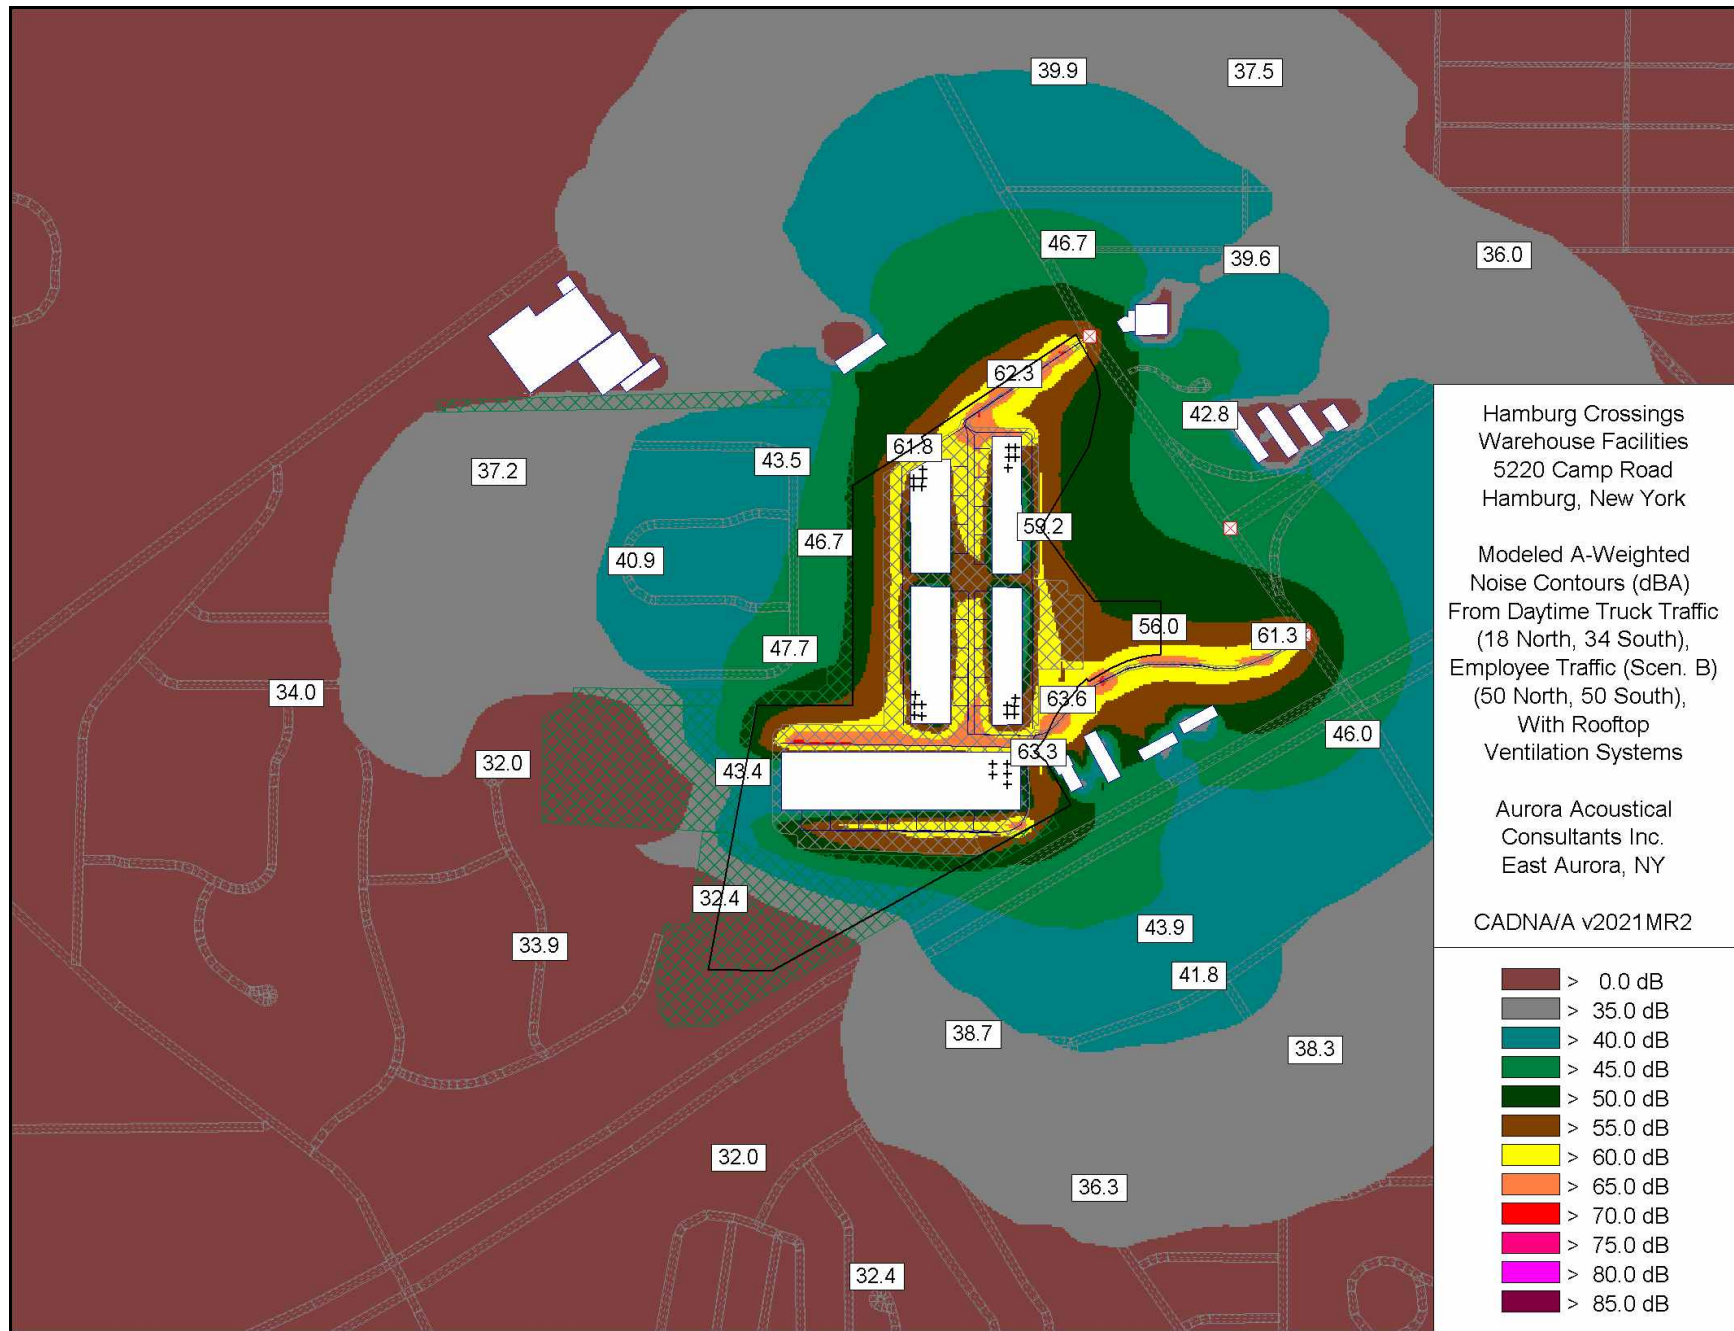 39.9
37.5
46.7
39.6
36.0
62.3
42.8
61.8
43.5
37.2
59.2
46.7
40.9
56.0
61.3
47.7
34.0
63.6
46.0
63.3
32.0
43.4
32.4
43.9
33.9
41.8
38.7
38.3
32.0
36.3
32.4
Hamburg Crossings
Warehouse Facilities
5220 Camp Road
Hamburg, New York
Modeled A-Weighted
Noise Contours (dBA)
From Daytime Truck Traffic
(18 North, 34 South),
Employee Traffic (Scen. B)
(50 North, 50 South),
With Rooftop
Ventilation Systems
Aurora Acoustical
Consultants Inc.
East Aurora, NY
CADNA/A v2021MR2
> 0.0 dB
> 35.0 dB
> 40.0 dB
> 45.0 dB
> 50.0 dB
> 55.0 dB
> 60.0 dB
> 65.0 dB
> 70.0 dB
> 75.0 dB
> 80.0 dB
> 85.0 dB